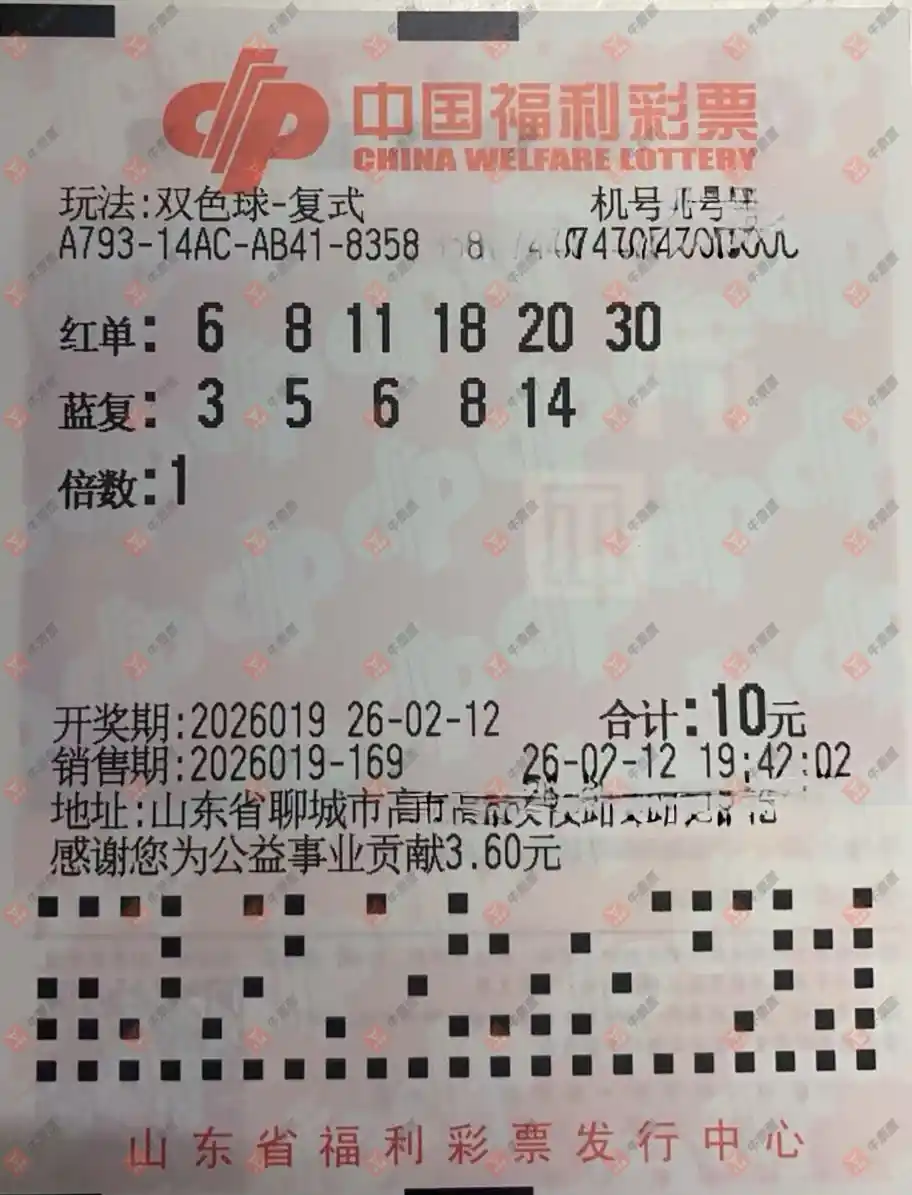 中国福利彩票
CHINA WELFARE LOTTERY
玩法:双色球-复式 机号
A793-14AC-AB41-8358
红单: 6 8 11 18 20 30
蓝复: 3 5 6 8 14
倍数:1
开奖期:2026019 26-02-12 合计:10元
销售期:2026019-169 26-02-12 19:42:02
地址:山东省聊城市高
感谢您为公益事业贡献3.60元
山东省福利彩票发行中心